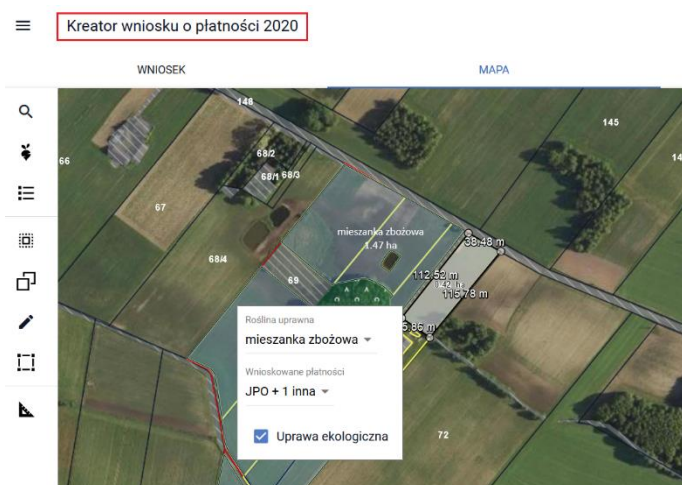 Kreator wniosku o płatności 2020
WNIOSEK
MAPA
148
145
14
66
68/2
68/1
68/3
67
mieszanka zbożowa
1.47 ha
38.48 m
68/4
69
112.52 m
115.78 m
Roślina uprawna
mieszanka zbożowa
Wnioskowane płatności
JPO + 1 inna
Uprawa ekologiczna
72